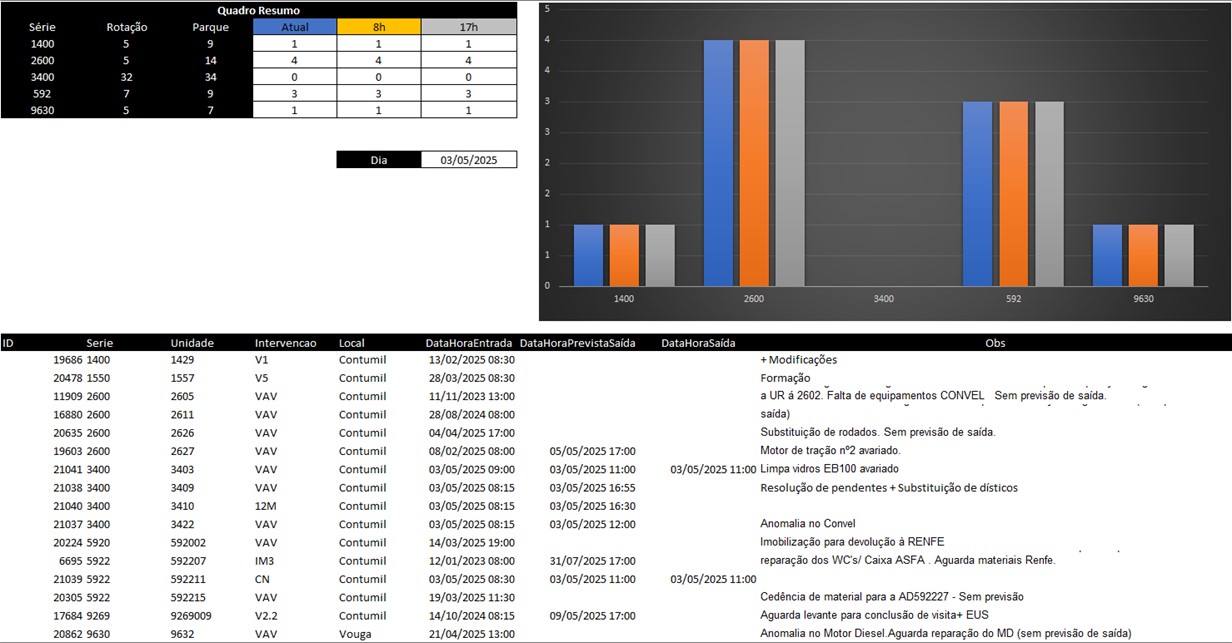 Quadro Resumo
Série Rotação Parque Atual 8h 17h
1400 5 9 1 1 1
2600 5 14 4 4 4
3400 32 34 0 0 0
592 7 9 3 3 3
9630 5 7 1 1 1
Dia 03/05/2025
5
4
4
3
3
2
2
1
1
0
1400 2600 3400 592 9630
ID Serie Unidade Intervencao Local DataHoraEntrada DataHoraPrevistaSaída DataHoraSaída Obs
19686 1400 1429 V1 Contumil 13/02/2025 08:30 + Modificações
20478 1550 1557 V5 Contumil 28/03/2025 08:30 Formação
11909 2600 2605 VAV Contumil 11/11/2023 13:00 a UR á 2602. Falta de equipamentos CONVEL Sem previsão de saída.
16880 2600 2611 VAV Contumil 28/08/2024 08:00 saída)
20635 2600 2626 VAV Contumil 04/04/2025 17:00 Substituição de rodados. Sem previsão de saída.
19603 2600 2627 VAV Contumil 08/02/2025 08:00 05/05/2025 17:00 Motor de tração nº2 avariado.
21041 3400 3403 VAV Contumil 03/05/2025 09:00 03/05/2025 11:00 03/05/2025 11:00 Limpa vidros EB100 avariado
21038 3400 3409 VAV Contumil 03/05/2025 08:15 03/05/2025 16:55 Resolução de pendentes + Substituição de dísticos
21040 3400 3410 12M Contumil 03/05/2025 08:15 03/05/2025 16:30
21037 3400 3422 VAV Contumil 03/05/2025 08:15 03/05/2025 12:00 Anomalia no Convel
20224 5920 592002 VAV Contumil 14/03/2025 19:00 Imobilização para devolução à RENFE
6695 5922 592207 IM3 Contumil 12/01/2023 08:00 31/07/2025 17:00 reparação dos WC's/ Caixa ASFA . Aguarda materiais Renfe.
21039 5922 592211 CN Contumil 03/05/2025 08:30 03/05/2025 11:00 03/05/2025 11:00
20305 5922 592215 VAV Contumil 19/03/2025 11:30 Cedência de material para a AD592227 - Sem previsão
17684 9269 9269009 V2.2 Contumil 14/10/2024 08:15 09/05/2025 17:00 Aguarda levante para conclusão de visita+ EUS
20862 9630 9632 VAV Vouga 21/04/2025 13:00 Anomalia no Motor Diesel.Aguarda reparação do MD (sem previsão de saída)